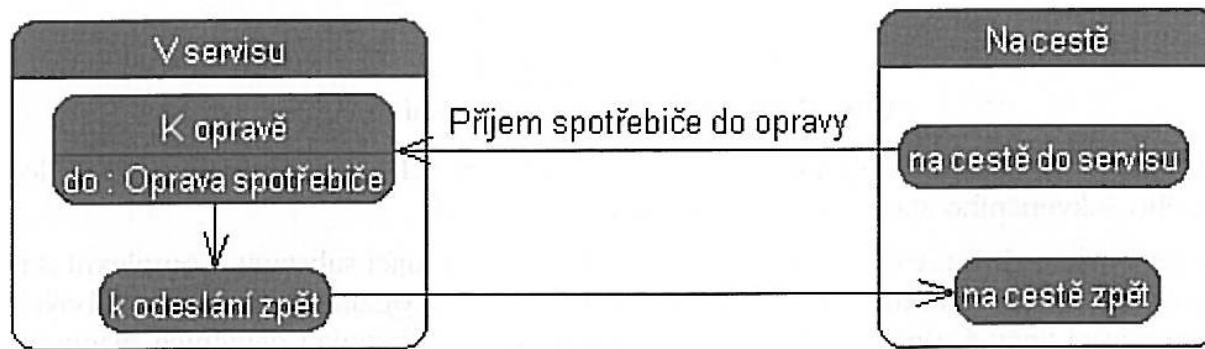 V servisu
Na cestě
K opravě
do : Oprava spotřebiče
Příjem spotřebiče do opravy
na cestě do servisu
k odeslání zpět
na cestě zpět